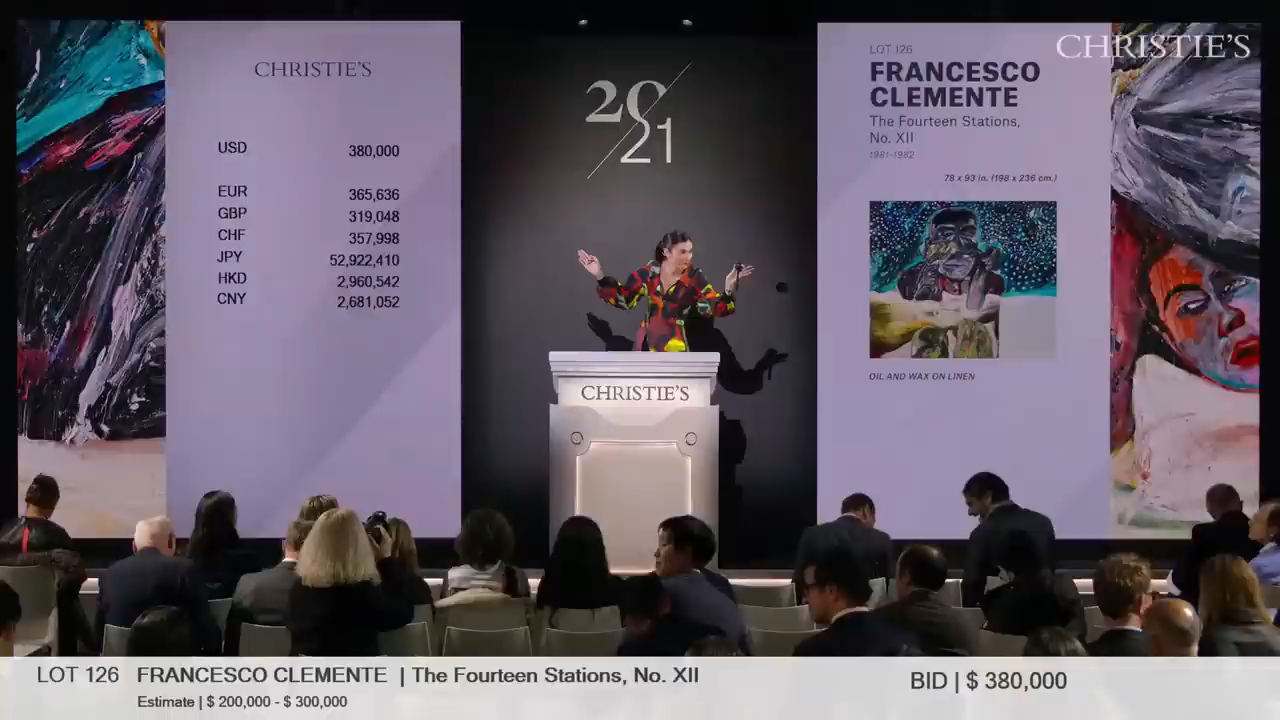 CHRISTIE'S
USD 380,000
EUR 365,636
GBP 319,048
CHF 357,998
JPY 52,922,410
HKD 2,960,542
CNY 2,681,052
20/21
CHRISTIE'S
LOT 126
CHRISTIE'S
FRANCESCO
CLEMENTE
The Fourteen Stations,
No. XII
1981-1982
78 x 93 in. (198 x 236 cm.)
OIL AND WAX ON LINEN
LOT 126 FRANCESCO CLEMENTE | The Fourteen Stations, No. XII
Estimate | $ 200,000 - $ 300,000
BID | $ 380,000